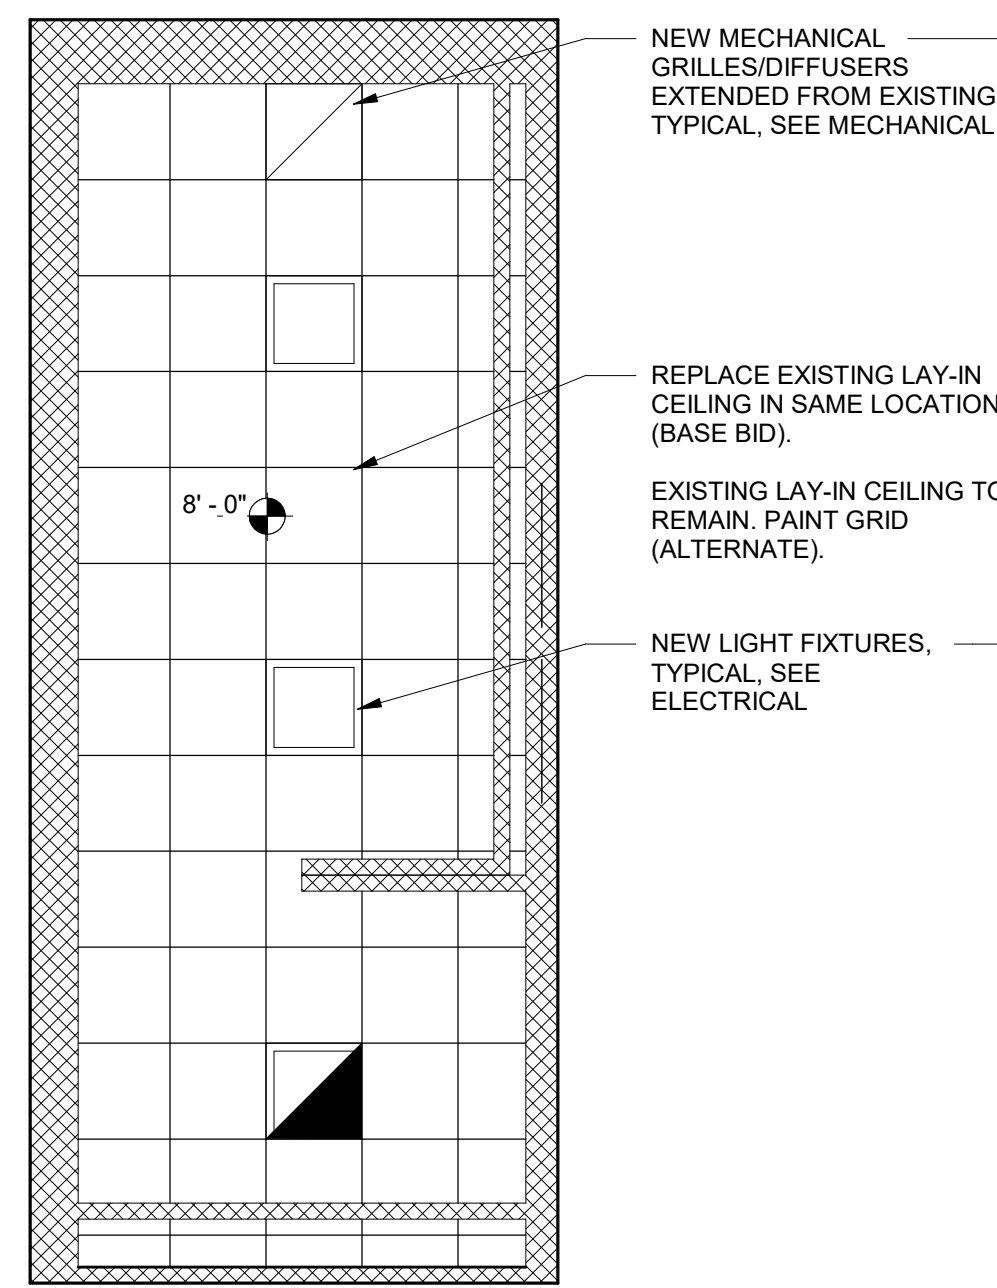 NEW MECHANICAL
GRILLES/DIFFUSERS
EXTENDED FROM EXISTING
TYPICAL, SEE MECHANICAL
REPLACE EXISTING LAY-IN
CEILING IN SAME LOCATION
(BASE BID).
EXISTING LAY-IN CEILING TO
REMAIN. PAINT GRID
(ALTERNATE).
8' - 0"
NEW LIGHT FIXTURES,
TYPICAL, SEE
ELECTRICAL